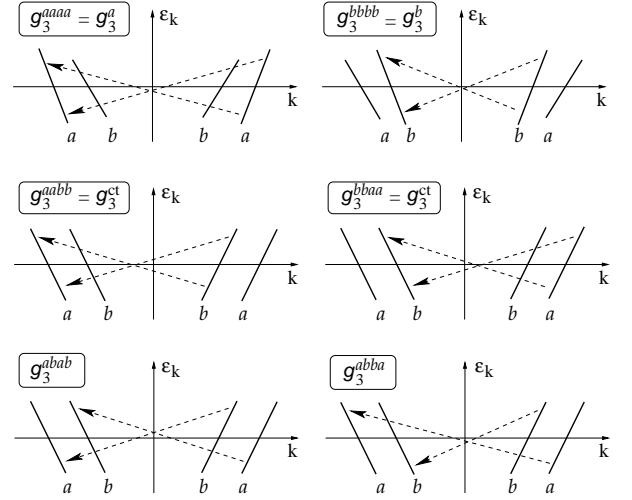 g_3^{aaaa} = g_3^a
ε_k
k
a b b a
g_3^{bbbb} = g_3^b
ε_k
k
a b b a
g_3^{aabb} = g_3^{ct}
ε_k
k
a b b a
g_3^{bbaa} = g_3^{ct}
ε_k
k
a b b a
g_3^{abab}
ε_k
k
a b b a
g_3^{abba}
ε_k
k
a b b a